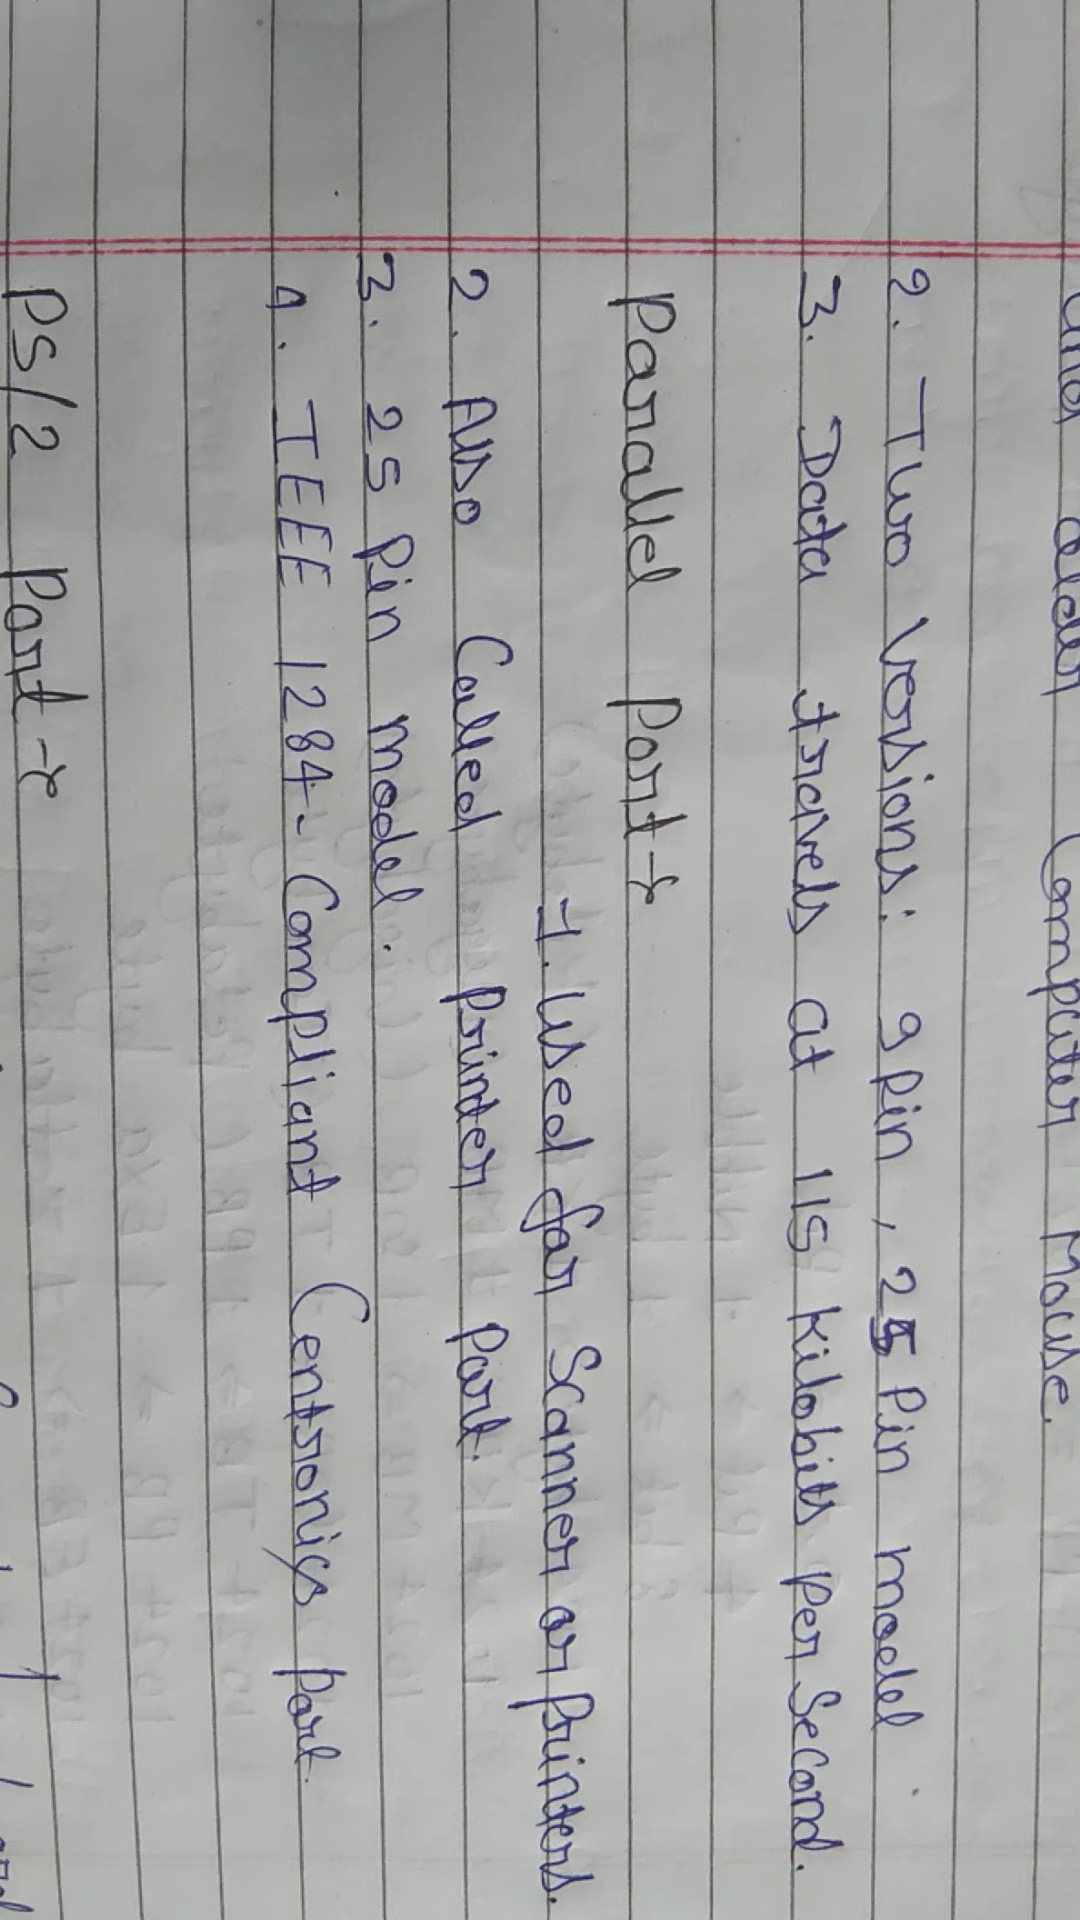 and older Computer Mouse.
2. Two Versions: 9 Pin, 25 Pin model.
3. Data travels at 115 Kilobits Per Second.
Parallel Port-:
1. Used for Scanner or Printers.
2. Also Called Printer Port.
3. 25 Pin model.
4. IEEE 1284-Compliant Centronics Port.
PS/2 Port-: